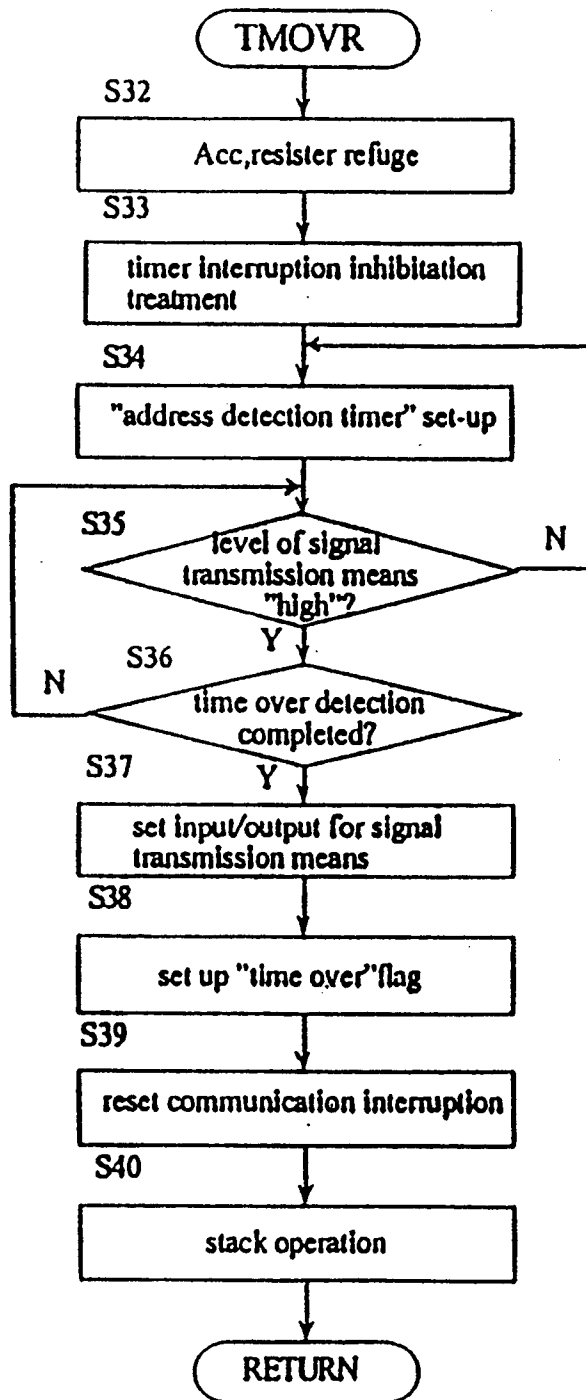 TMOVR
S32
Acc,resister refuge
S33
timer interruption inhibitation
treatment
S34
"address detection timer" set-up
S35
level of signal
transmission means
"high"?
N
Y
S36
N
time over detection
completed?
S37
Y
set input/output for signal
transmission means
S38
set up "time over"flag
S39
reset communication interruption
S40
stack operation
RETURN